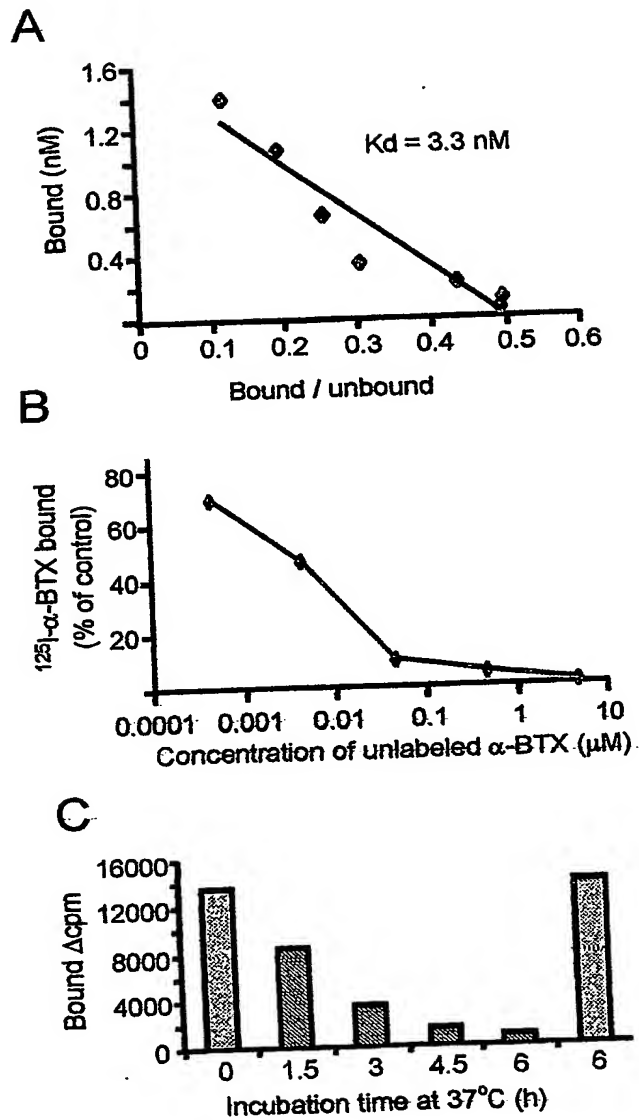 A
1.6
1.2
0.8
0.4
Bound (nM)
Kd = 3.3 nM
0 0.1 0.2 0.3 0.4 0.5 0.6
Bound / unbound
B
80
60
40
20
125I-α-BTX bound
(% of control)
0.0001 0.001 0.01 0.1 1 10
Concentration of unlabeled α-BTX (μM)
C
16000
12000
8000
4000
0
Bound Δcpm
0 1.5 3 4.5 6 6
Incubation time at 37°C (h)